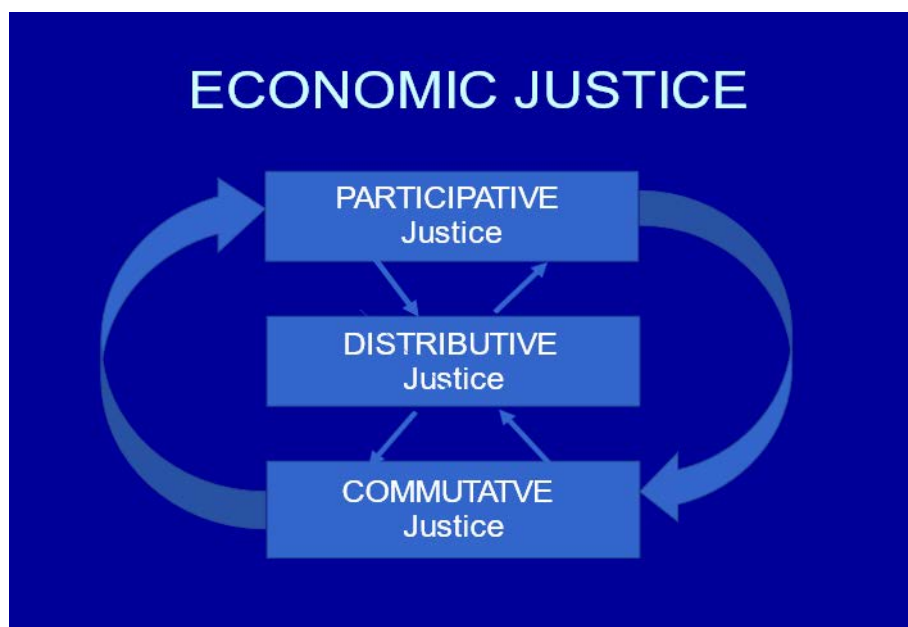 ECONOMIC JUSTICE
PARTICIPATIVE
Justice
DISTRIBUTIVE
Justice
COMMUTATVE
Justice